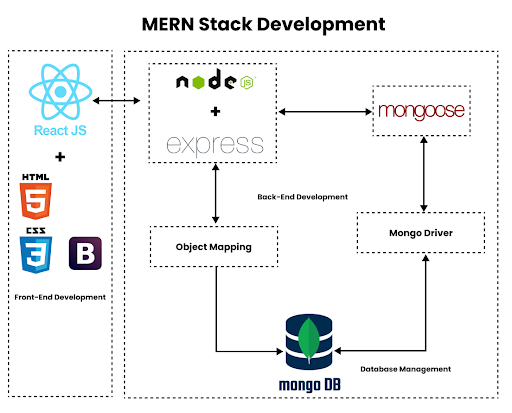 MERN Stack Development
React JS
+
HTML
5
CSS
3
B
Front-End Development
node
JS
+
express
mongoose
Back-End Development
Object Mapping
Mongo Driver
mongo DB
Database Management